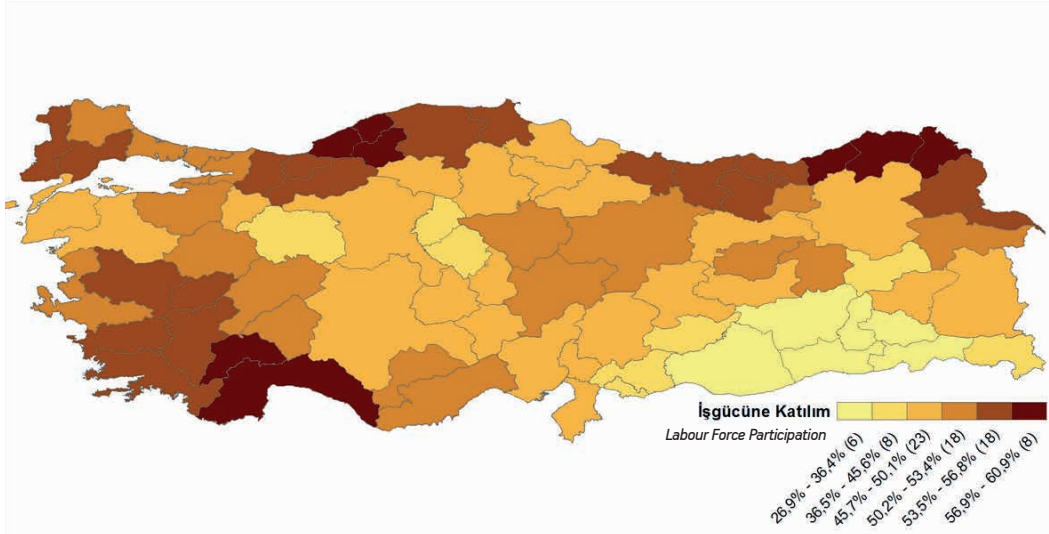 İşgücüne Katılım
Labour Force Participation
26,9% - 36,4% (6)
36,5% - 45,6% (8)
45,7% - 50,1% (23)
50,2% - 53,4% (18)
53,5% - 56,8% (18)
56,9% - 60,9% (8)